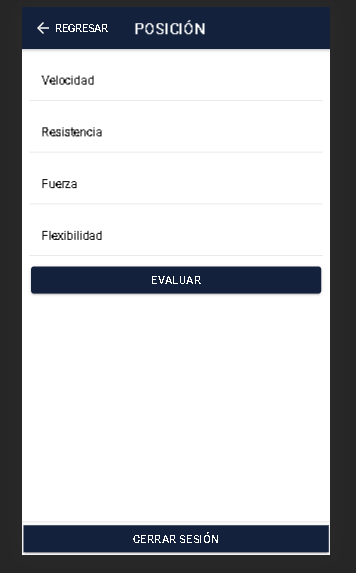 REGRESAR POSICIÓN
Velocidad
Resistencia
Fuerza
Flexibilidad
EVALUAR
CERRAR SESIÓN